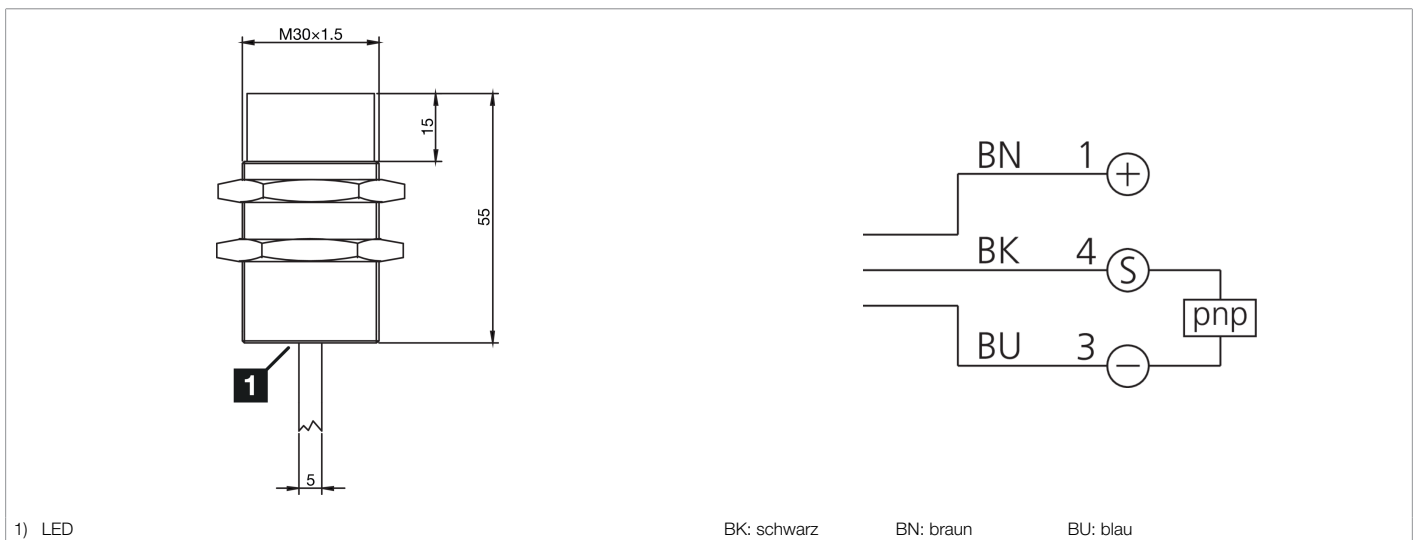 M30×1.5
15
55
1
5
BN 1 +
BK 4 S
pnp
BU 3 −
1) LED
BK: schwarz BN: braun BU: blau